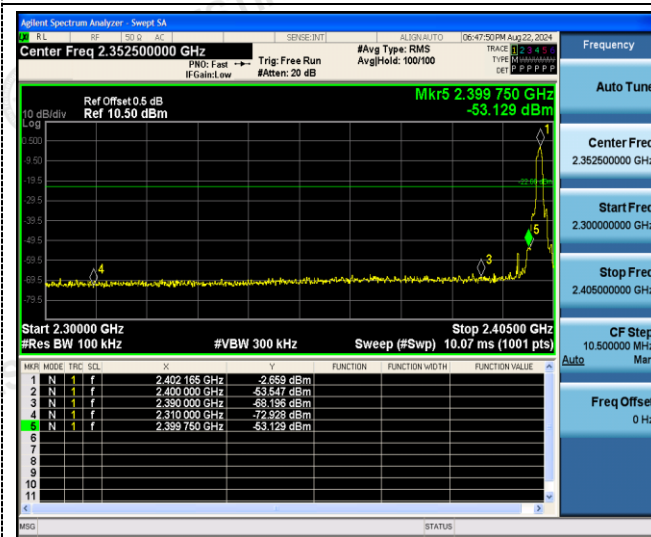 Agilent Spectrum Analyzer - Swept SA
RL RF 50 Ω AC SENSE:INT ALIGN AUTO 06:47:50 PM Aug 22, 2024
Center Freq 2.352500000 GHz #Avg Type: RMS TRACE 1 2 3 4 5 6
PNO: Fast Trig: Free Run Avg|Hold: 100/100 TYPE M
IFGain:Low #Atten: 20 dB DET P P P P P
Frequency
Auto Tune
Center Freq
2.352500000 GHz
Start Freq
2.300000000 GHz
Stop Freq
2.405000000 GHz
CF Step
10.500000 MHz
Auto Man
Freq Offset
0 Hz
Mkr5 2.399 750 GHz
-53.129 dBm
Ref Offset 0.5 dB
10 dB/div Ref 10.50 dBm
Log
0.500
-9.50
-19.5
-29.5
-39.5
-49.5
-59.5
-69.5
-79.5
1
5
3
4
Start 2.30000 GHz Stop 2.40500 GHz
#Res BW 100 kHz #VBW 300 kHz Sweep (#Swp) 10.07 ms (1001 pts)
MKR MODE TRC SCL X Y FUNCTION FUNCTION WIDTH FUNCTION VALUE
1 N 1 f 2.402 165 GHz -2.659 dBm
2 N 1 f 2.400 000 GHz -53.547 dBm
3 N 1 f 2.390 000 GHz -68.196 dBm
4 N 1 f 2.310 000 GHz -72.928 dBm
5 N 1 f 2.399 750 GHz -53.129 dBm
6
7
8
9
10
11
MSG STATUS